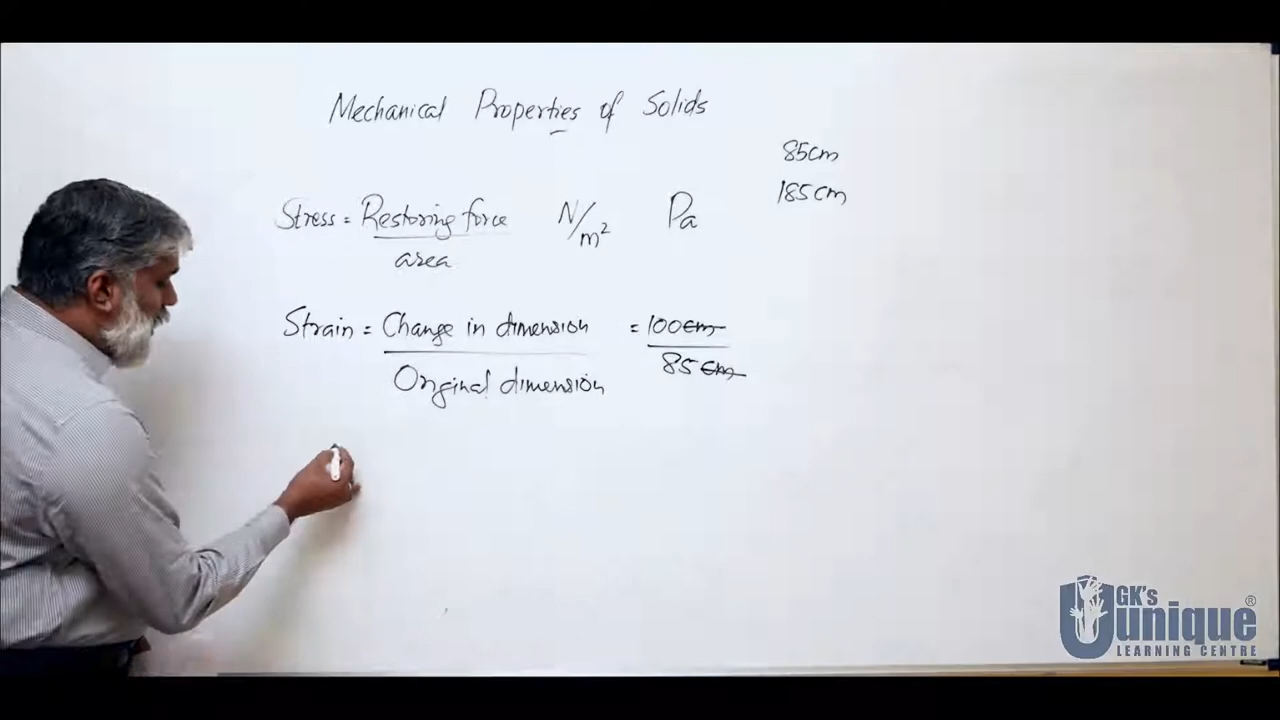 Mechanical Properties of Solids
85cm
185cm
Stress = Restoring force N/m² Pa
area
Strain = Change in dimension = 100cm
Original dimension 85cm
GK's
unique®
LEARNING CENTRE